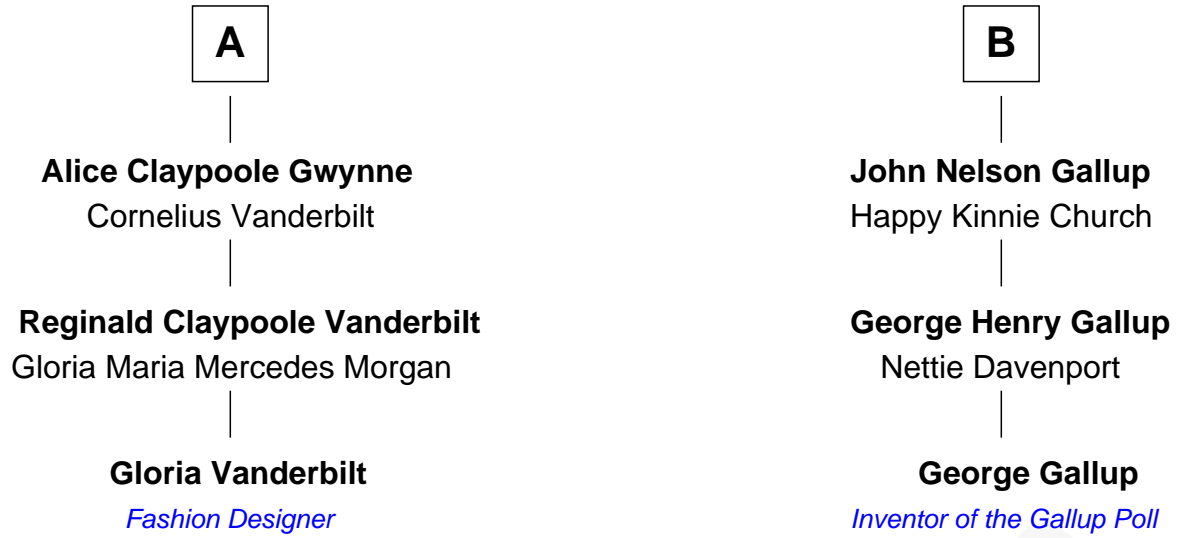 A
Alice Claypoole Gwynne
Cornelius Vanderbilt
Reginald Claypoole Vanderbilt
Gloria Maria Mercedes Morgan
Gloria Vanderbilt
Fashion Designer
B
John Nelson Gallup
Happy Kinnie Church
George Henry Gallup
Nettie Davenport
George Gallup
Inventor of the Gallup Poll